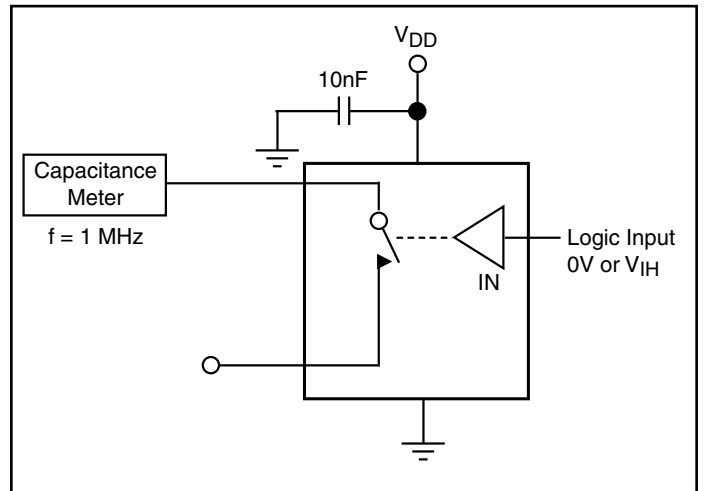 VDD
10nF
Capacitance
Meter
f = 1 MHz
Logic Input
0V or VIH
IN